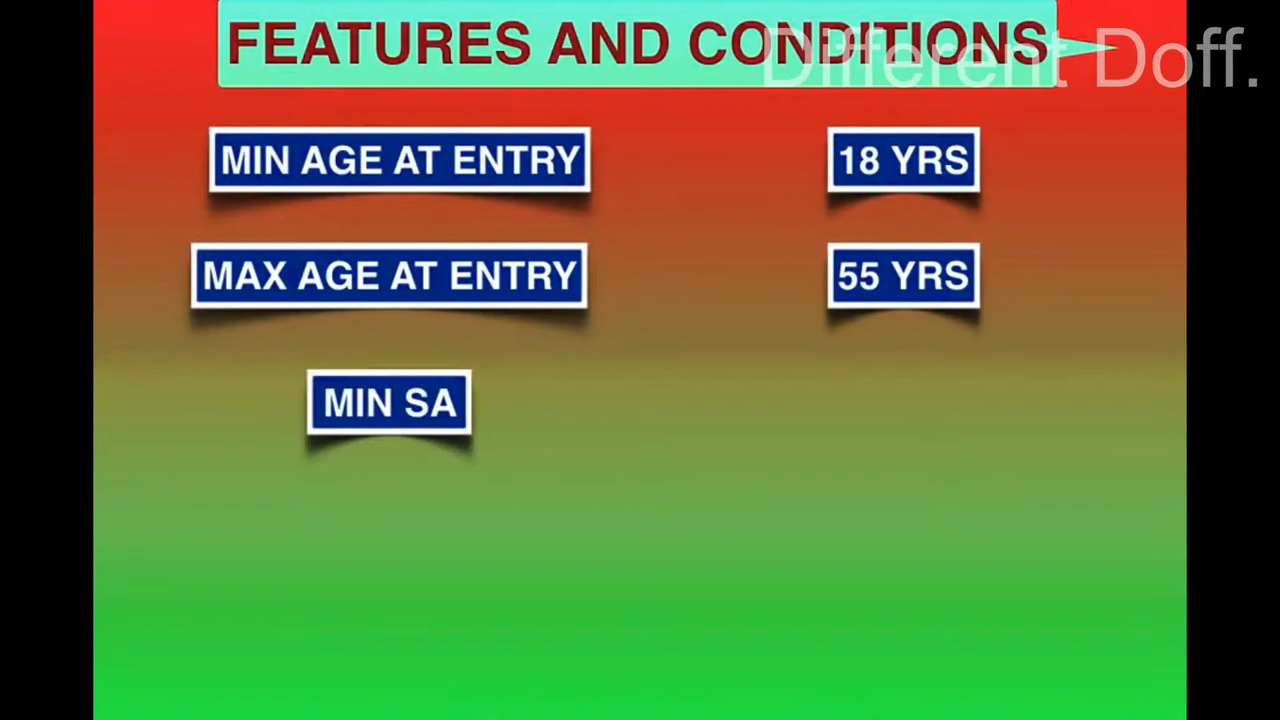 FEATURES AND CONDITIONS
Different Doff.
MIN AGE AT ENTRY 18 YRS
MAX AGE AT ENTRY 55 YRS
MIN SA